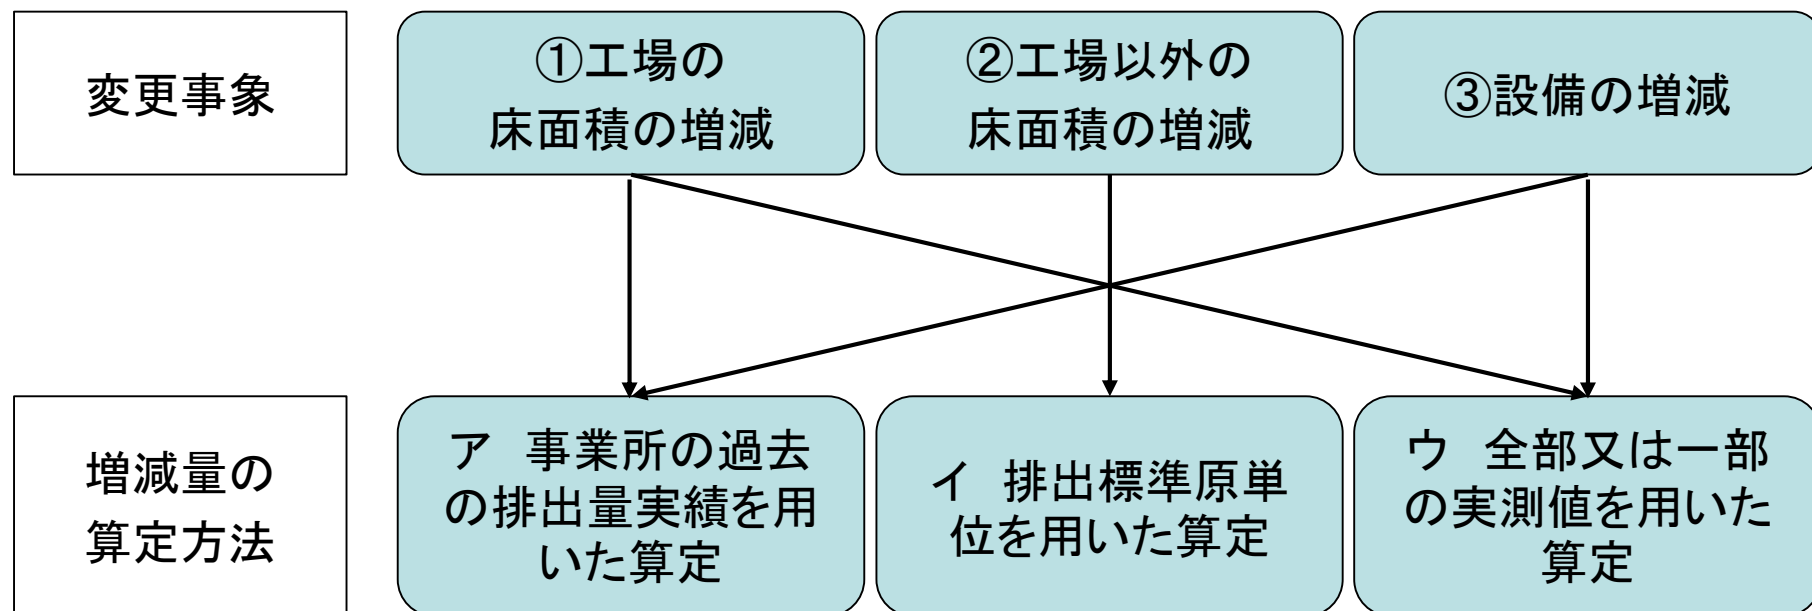 変更事象
①工場の
床面積の増減
②工場以外の
床面積の増減
③設備の増減
増減量の
算定方法
ア　事業所の過去
の排出量実績を用
いた算定
イ　排出標準原単
位を用いた算定
ウ　全部又は一部
の実測値を用いた
算定